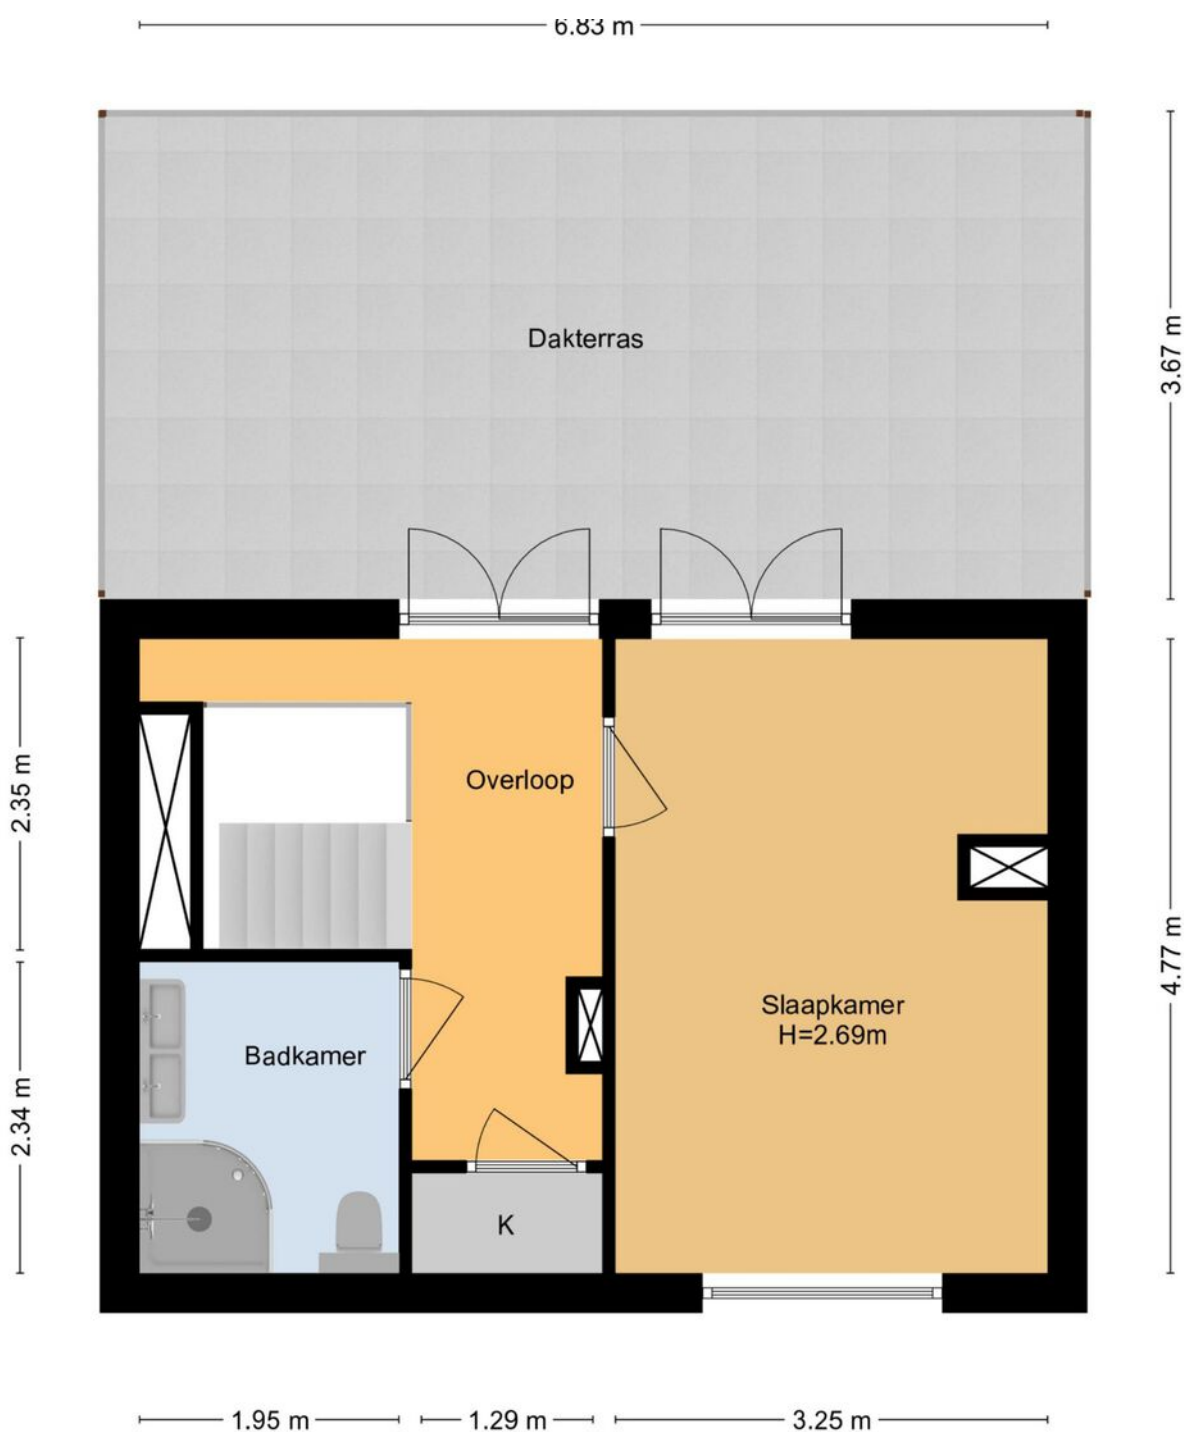 6.83 m
Dakterras
3.67 m
Overloop
2.35 m
4.77 m
Slaapkamer
H=2.69m
Badkamer
2.34 m
K
1.95 m
1.29 m
3.25 m